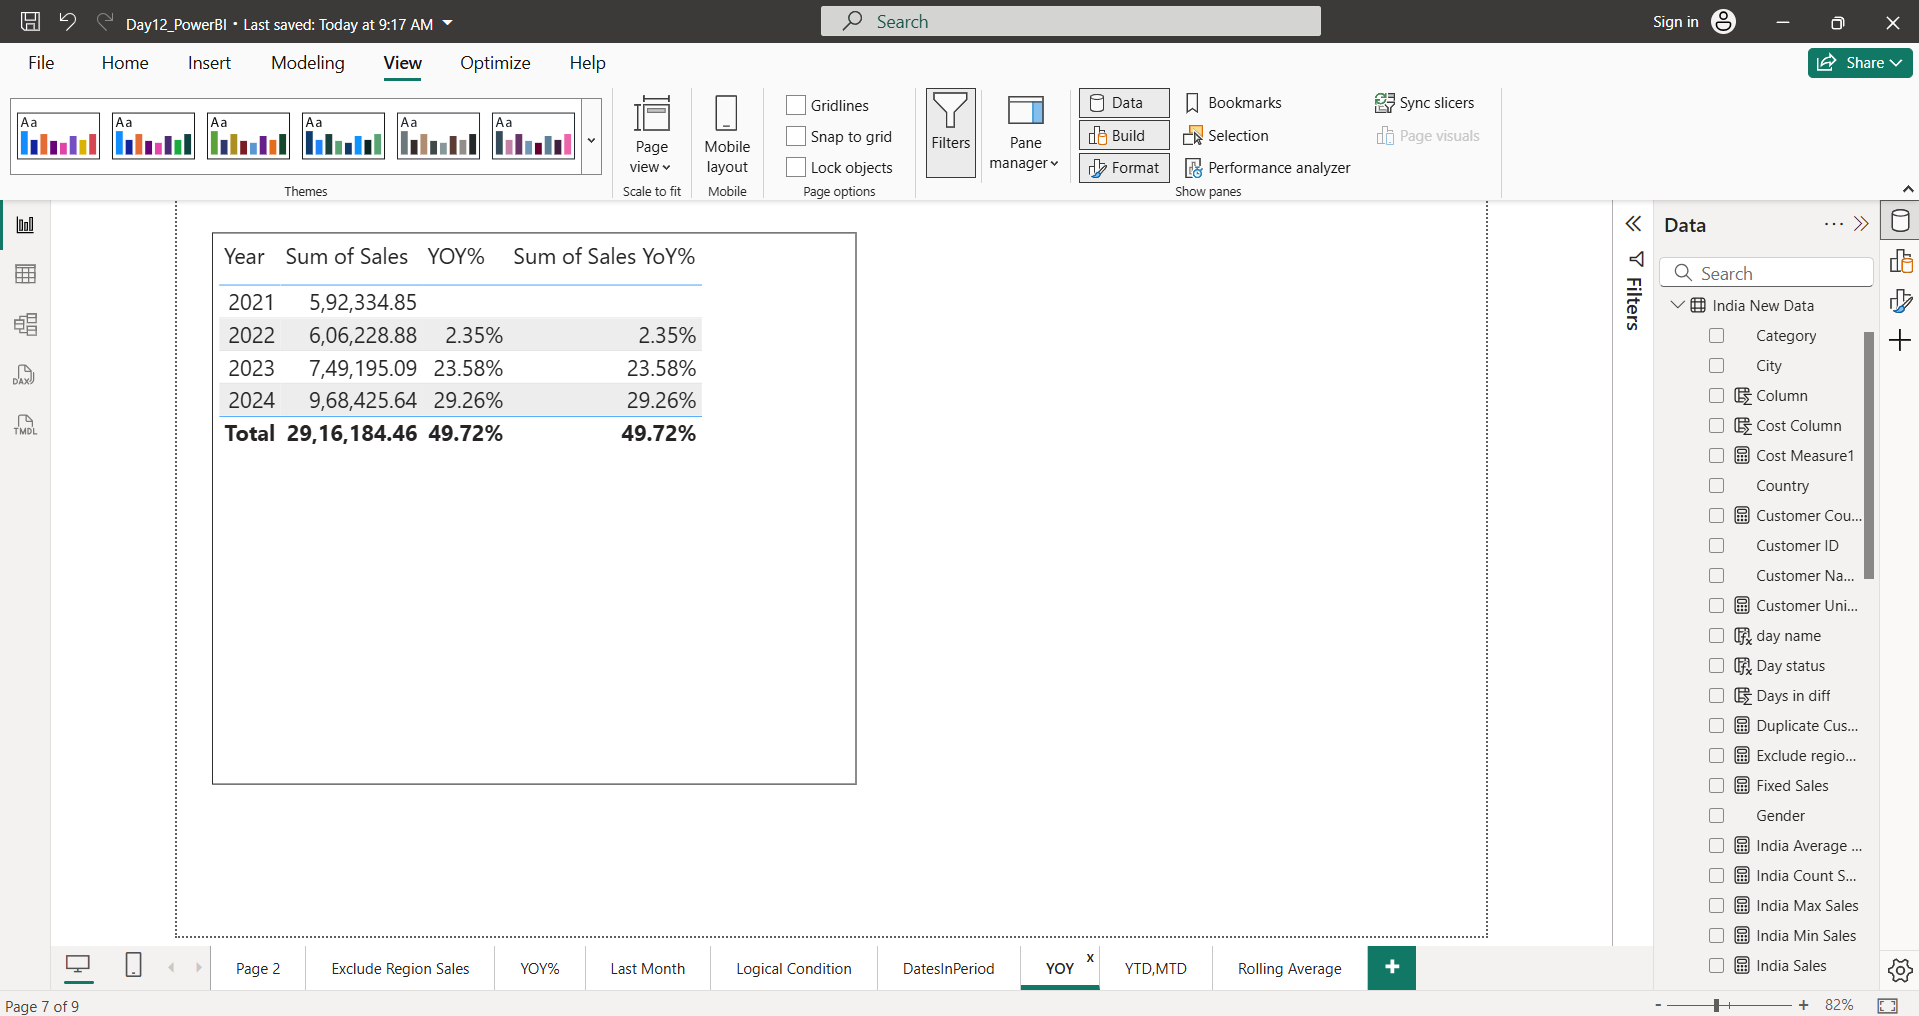 Day12_PowerBI • Last saved: Today at 9:17 AM
Search
Sign in
File Home Insert Modeling View Optimize Help
Share
Aa Aa Aa Aa Aa Aa
Themes
Page view
Scale to fit
Mobile layout
Mobile
Gridlines
Snap to grid
Lock objects
Page options
Filters
Pane manager
Data
Build
Format
Bookmarks
Selection
Performance analyzer
Sync slicers
Page visuals
Show panes
DAX
TMDL
Year Sum of Sales YOY% Sum of Sales YoY%
2021 5,92,334.85
2022 6,06,228.88 2.35% 2.35%
2023 7,49,195.09 23.58% 23.58%
2024 9,68,425.64 29.26% 29.26%
Total 29,16,184.46 49.72% 49.72%
Filters
Data
Search
India New Data
Category
City
Column
Cost Column
Cost Measure1
Country
Customer Cou...
Customer ID
Customer Na...
Customer Uni...
day name
Day status
Days in diff
Duplicate Cus...
Exclude regio...
Fixed Sales
Gender
India Average ...
India Count S...
India Max Sales
India Min Sales
India Sales
Page 2 Exclude Region Sales YOY% Last Month Logical Condition DatesInPeriod YOY x YTD,MTD Rolling Average +
Page 7 of 9
- + 82%